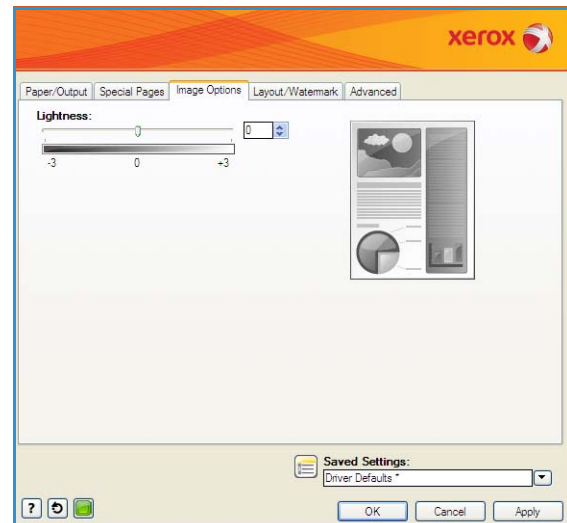 xerox
Paper/Output Special Pages Image Options Layout/Watermark Advanced
Lightness:
0
-3 0 +3
Saved Settings:
Driver Defaults *
? OK Cancel Apply